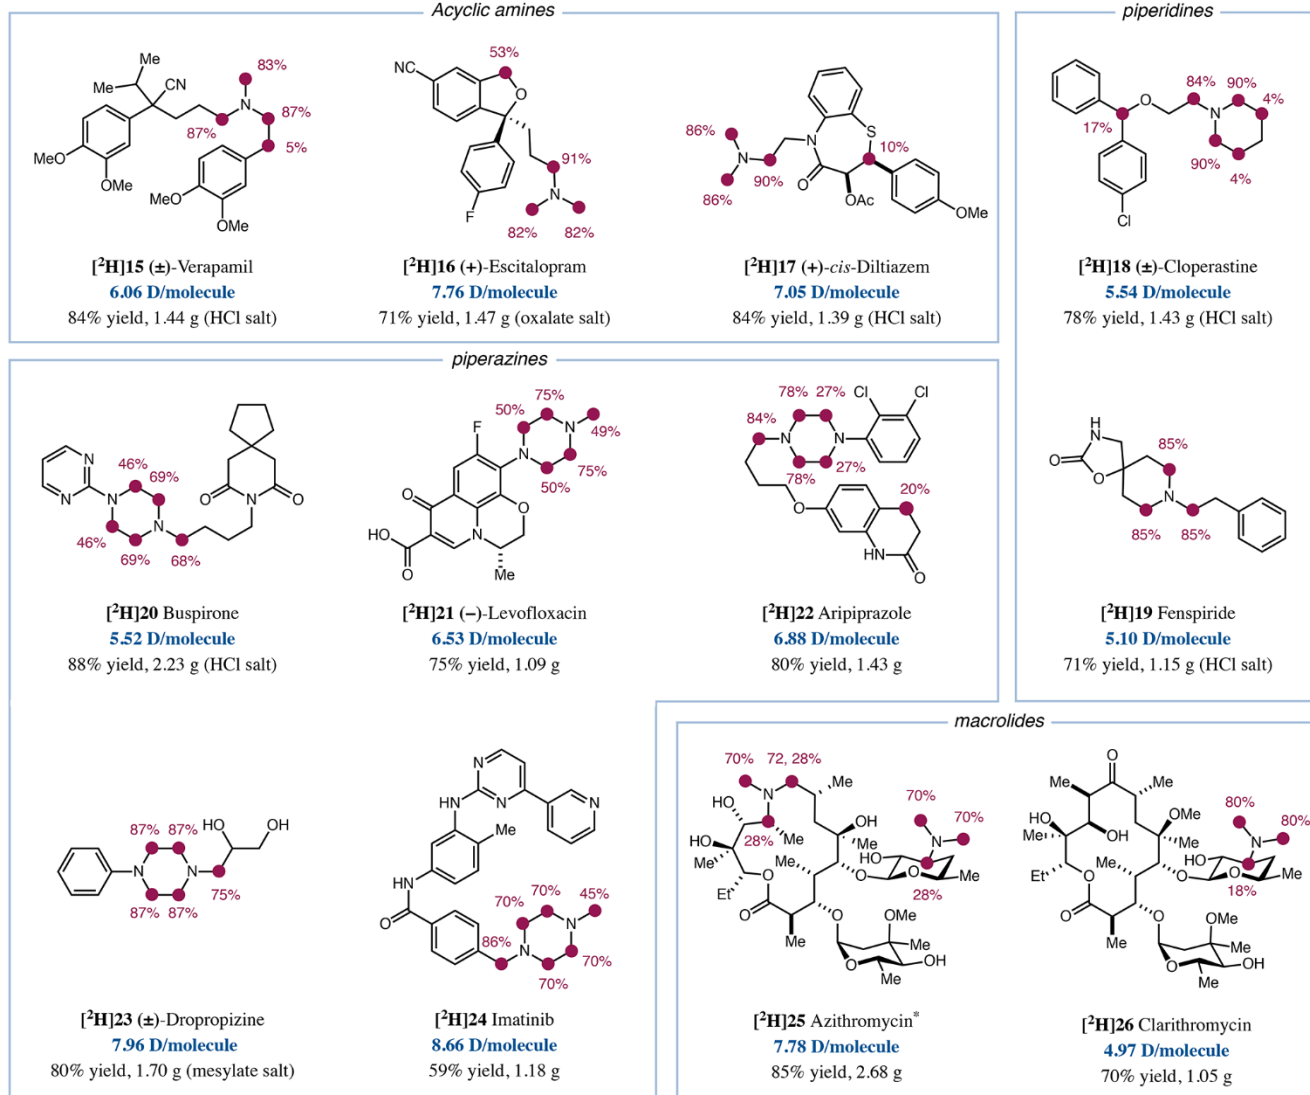 Acyclic amines
Me
Me
CN
N
83%
87%
87%
5%
MeO
OMe
MeO
OMe
[²H]15 (±)-Verapamil
6.06 D/molecule
84% yield, 1.44 g (HCl salt)
53%
NC
O
F
91%
N
82%
82%
[²H]16 (+)-Escitalopram
7.76 D/molecule
71% yield, 1.47 g (oxalate salt)
S
N
86%
N
10%
90%
O
86%
OAc
OMe
[²H]17 (+)-cis-Diltiazem
7.05 D/molecule
84% yield, 1.39 g (HCl salt)
piperidines
84%
90%
4%
O
N
17%
90%
4%
Cl
[²H]18 (±)-Cloperastine
5.54 D/molecule
78% yield, 1.43 g (HCl salt)
HN
O
O
85%
N
85%
85%
[²H]19 Fenspiride
5.10 D/molecule
71% yield, 1.15 g (HCl salt)
piperazines
N
N
46%
69%
N
N
46%
69%
68%
O
N
O
[²H]20 Buspirone
5.52 D/molecule
88% yield, 2.23 g (HCl salt)
75%
50%
F
N
N
49%
75%
50%
O
O
HO
O
N
Me
[²H]21 (−)-Levofloxacin
6.53 D/molecule
75% yield, 1.09 g
78%
27%
Cl
Cl
84%
N
N
78%
27%
20%
O
HN
O
[²H]22 Aripiprazole
6.88 D/molecule
80% yield, 1.43 g
87%
87%
HO
OH
N
N
87%
87%
75%
[²H]23 (±)-Dropropizine
7.96 D/molecule
80% yield, 1.70 g (mesylate salt)
N
N
N
HN
Me
HN
O
70%
70%
45%
86%
N
N
70%
70%
[²H]24 Imatinib
8.66 D/molecule
59% yield, 1.18 g
macrolides
70%
72, 28%
N
Me
HO
HO
28%
Me
Me
OH
Me
70%
70%
N
HO
Me
O
O
Me
28%
Et
O
O
O
Me
OMe
Me
O
OH
Me
[²H]25 Azithromycin*
7.78 D/molecule
85% yield, 2.68 g
O
Me
Me
HO
Me
OH
OMe
Me
80%
80%
N
HO
Me
O
O
Me
18%
Et
O
O
O
Me
OMe
Me
O
OH
Me
[²H]26 Clarithromycin
4.97 D/molecule
70% yield, 1.05 g